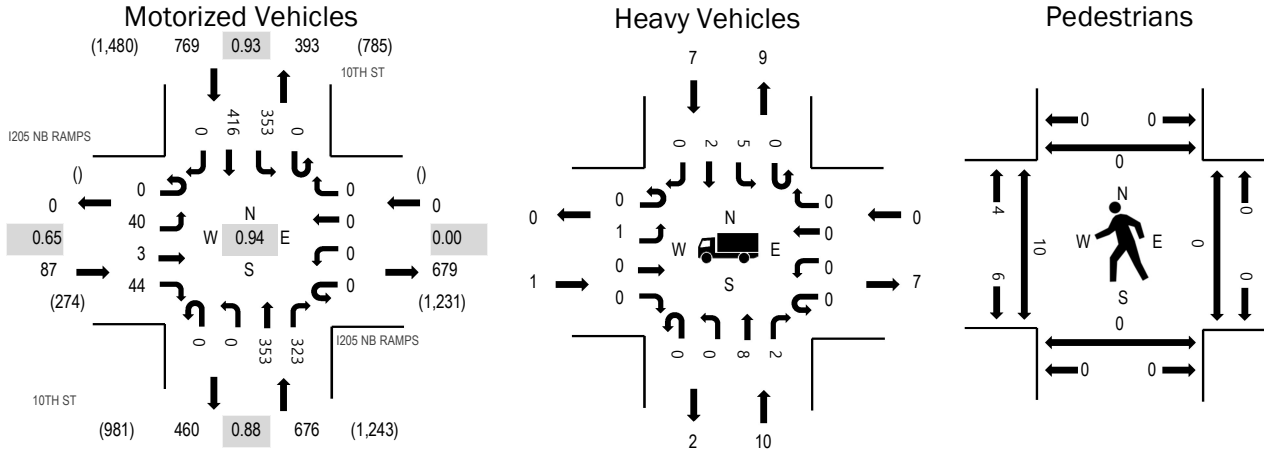 Motorized Vehicles
(1,480) 769 0.93 393 (785)
10TH ST
I205 NB RAMPS
0 416 353 0
() ()
0 0
0 0
40 0
N
0.65 W 0.94 E 0.00
3 0
S
87 679
44 0
(274) (1,231)
0 0 353 323
I205 NB RAMPS
10TH ST
(981) 460 0.88 676 (1,243)
Heavy Vehicles
7 9
0 2 5 0
0 0
0 0
1 0
N
W E
0 0
S
1 7
0 0
0 0 8 2
2 10
Pedestrians
0 0
0
4 0
N
10 W E 0
S
6 0
0
0 0